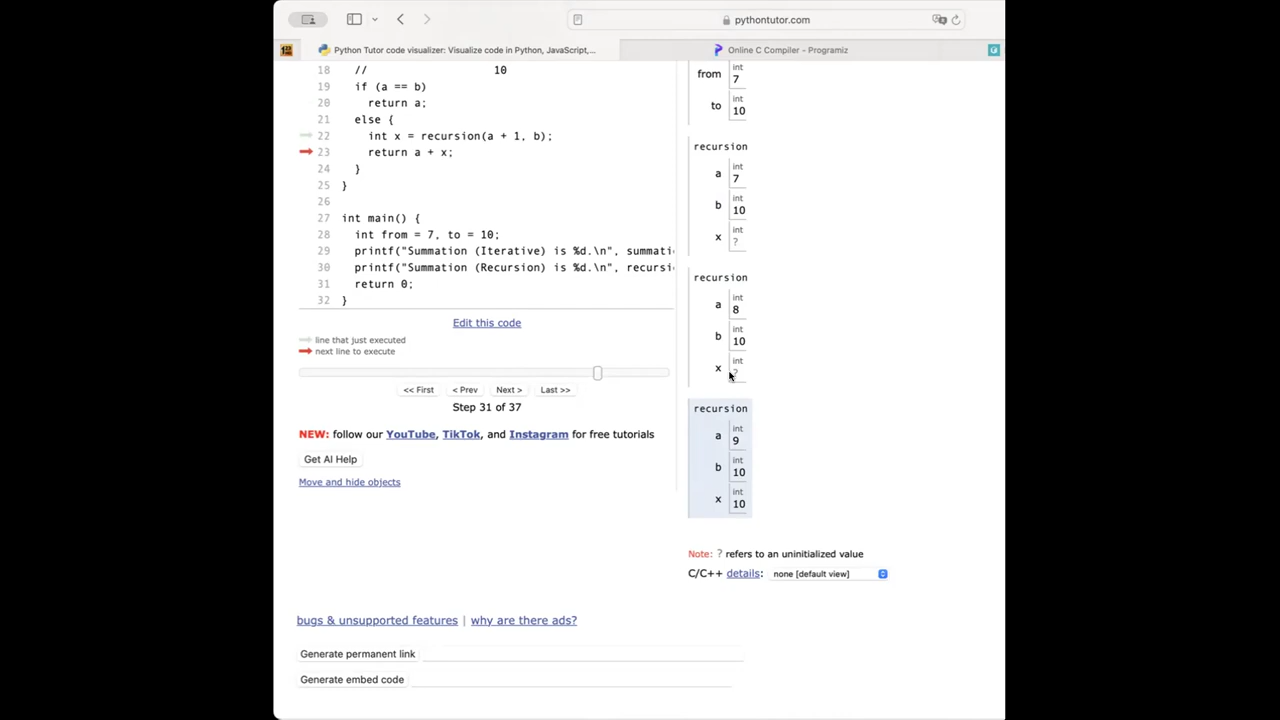 pythontutor.com
Python Tutor code visualizer: Visualize code in Python, JavaScript,...
Online C Compiler - Programiz
18 // 10
19 if (a == b)
20 return a;
21 else {
22 int x = recursion(a + 1, b);
23 return a + x;
24 }
25 }
26
27 int main() {
28 int from = 7, to = 10;
29 printf("Summation (Iterative) is %d.\n", summati
30 printf("Summation (Recursion) is %d.\n", recursi
31 return 0;
32 }
Edit this code
line that just executed
next line to execute
<< First < Prev Next > Last >>
Step 31 of 37
NEW: follow our YouTube, TikTok, and Instagram for free tutorials
Get AI Help
Move and hide objects
int
from 7
int
to 10
recursion
int
a 7
int
b 10
int
x ?
recursion
int
a 8
int
b 10
int
x ?
recursion
int
a 9
int
b 10
int
x 10
Note: ? refers to an uninitialized value
C/C++ details: none [default view]
bugs & unsupported features | why are there ads?
Generate permanent link
Generate embed code